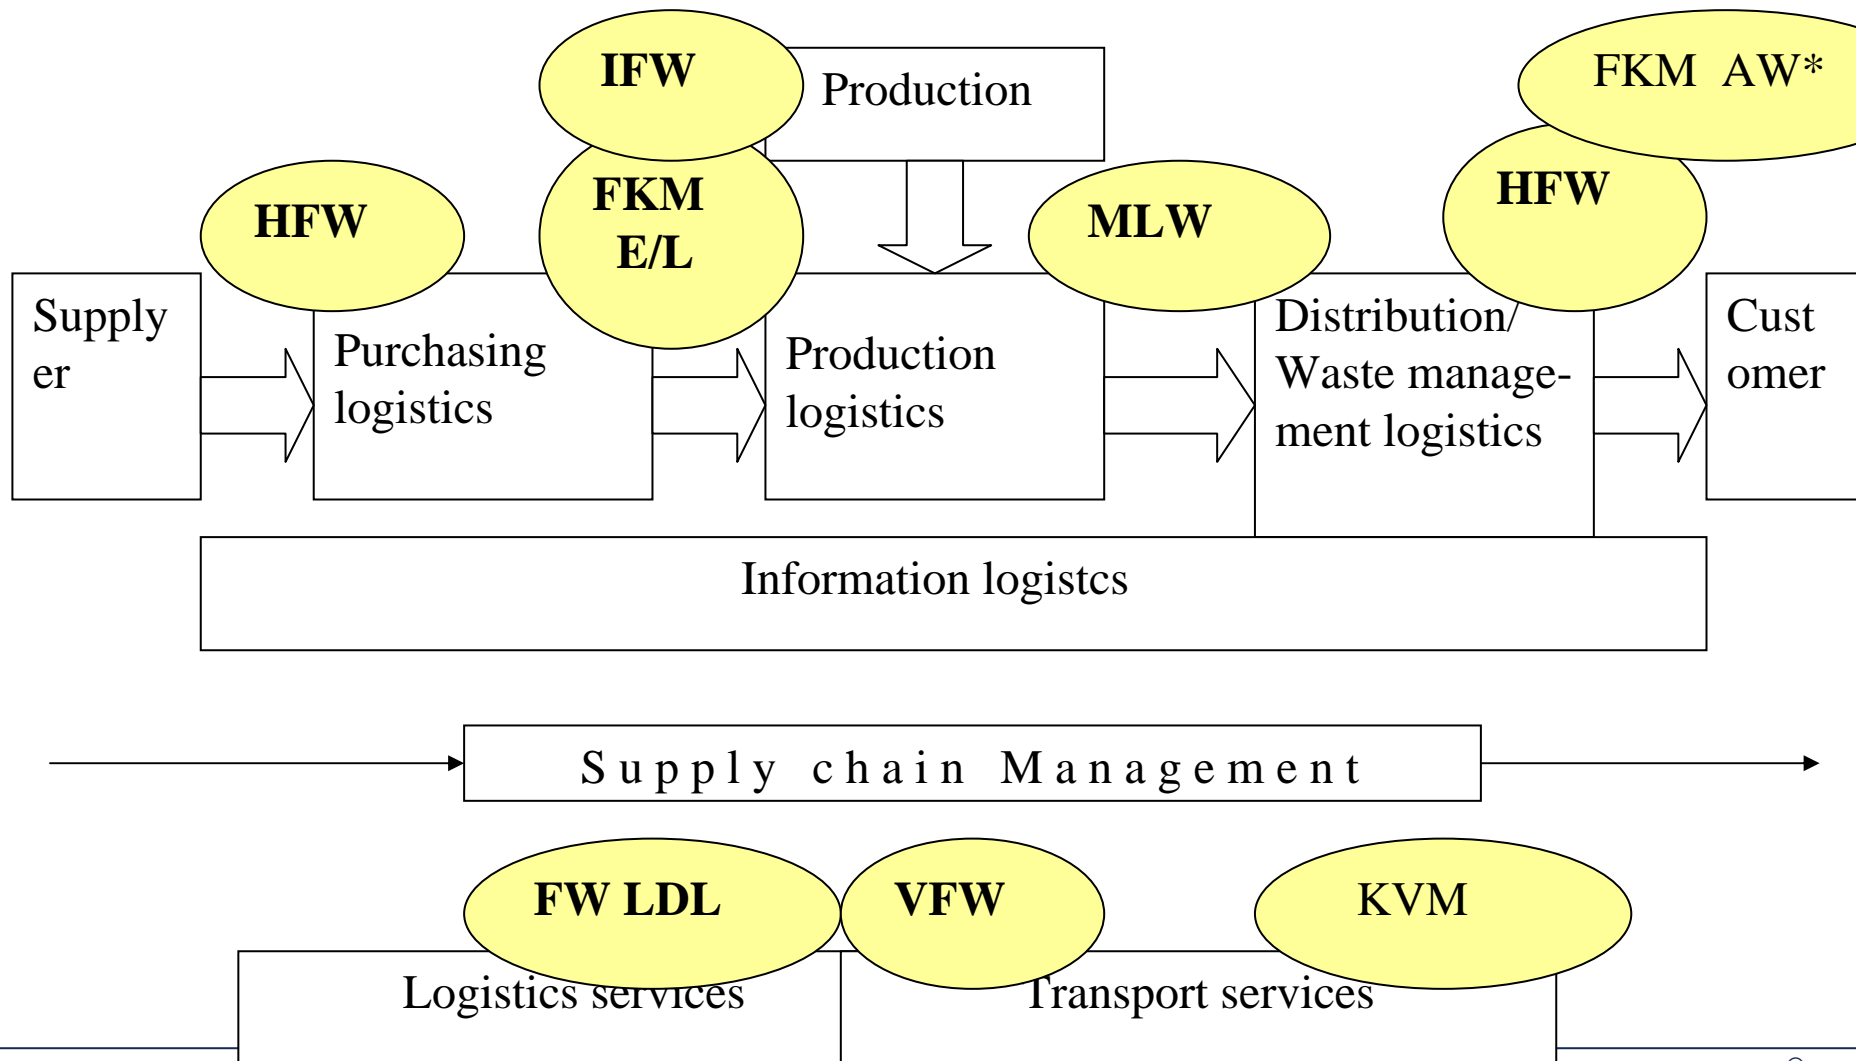 IFW
Production
FKM  AW*
HFW
FKM
E/L
MLW
HFW
Supply
er
Purchasing
logistics
Production
logistics
Distribution/
Waste manage-
ment logistics
Cust
omer
Information logistcs
Supply chain Management
FW LDL
VFW
KVM
Logistics services
Transport services